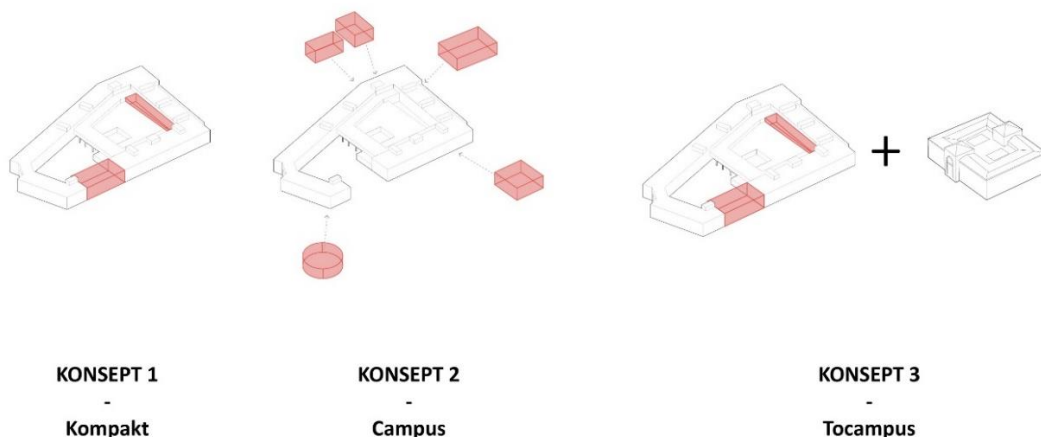 KONSEPT 1
-
Kompakt
KONSEPT 2
-
Campus
+
KONSEPT 3
-
Tocampus